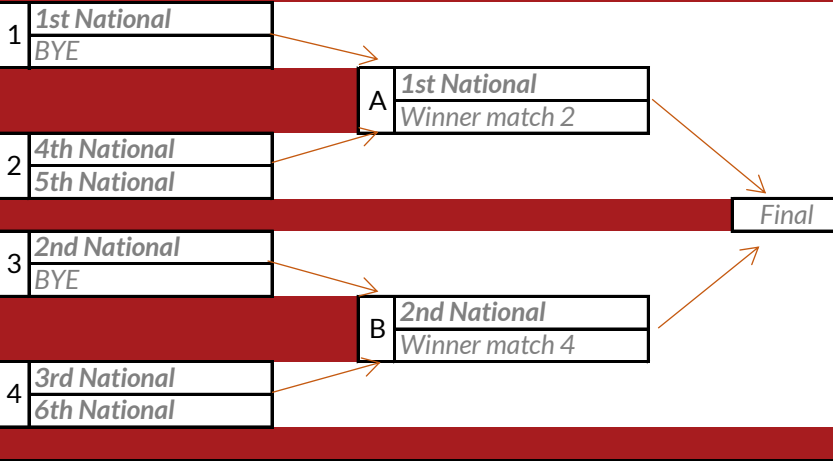 1
1st National
BYE
A
1st National
Winner match 2
2
4th National
5th National
Final
3
2nd National
BYE
B
2nd National
Winner match 4
4
3rd National
6th National